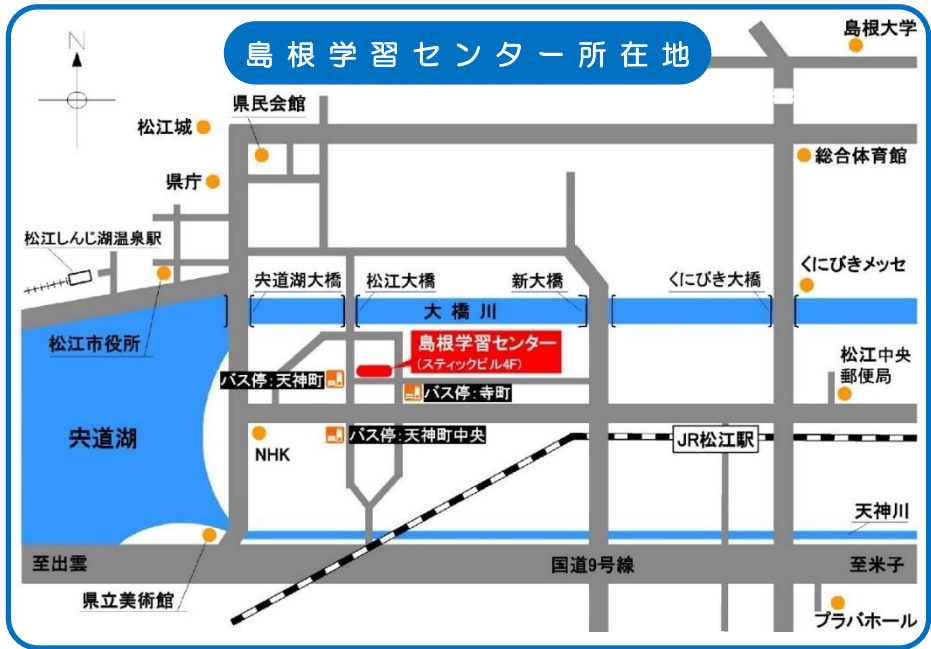 島根学習センター所在地
N
島根大学
県民会館
松江城
総合体育館
県庁
松江しんじ湖温泉駅
宍道湖大橋
松江大橋
新大橋
くにびき大橋
くにびきメッセ
大橋川
松江市役所
島根学習センター
(スティックビル4F)
松江中央
郵便局
バス停:天神町
バス停:寺町
宍道湖
バス停:天神町中央
NHK
JR松江駅
天神川
至出雲
国道9号線
至米子
県立美術館
プラバホール